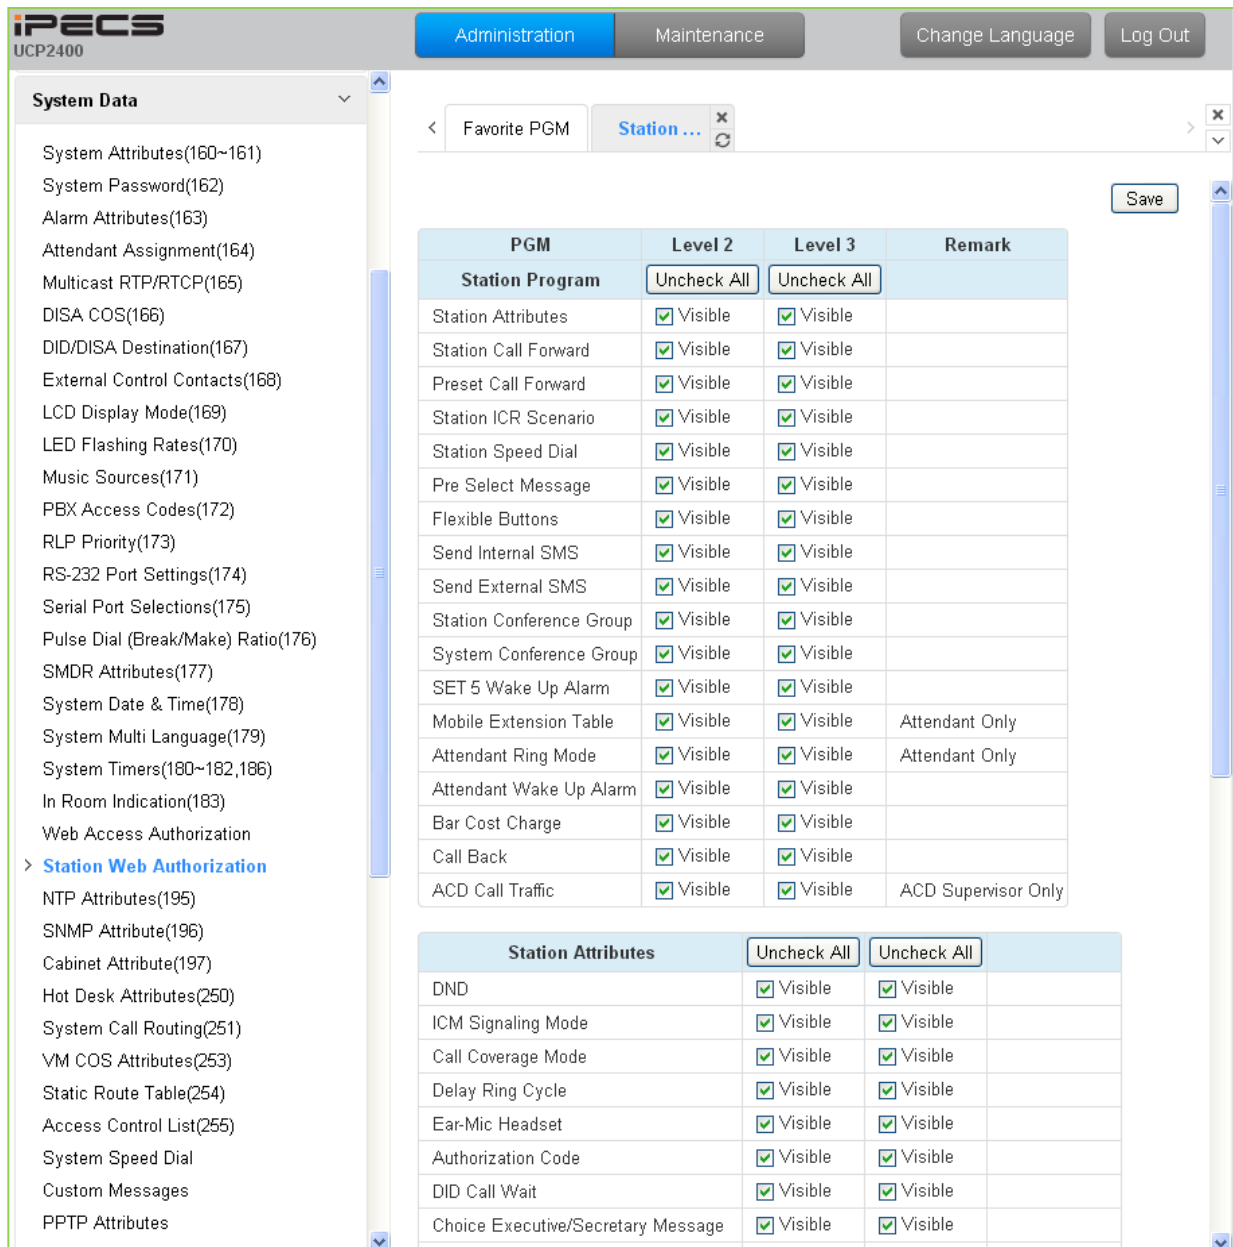 iPECS
UCP2400
Administration Maintenance Change Language Log Out
System Data
System Attributes(160~161)
System Password(162)
Alarm Attributes(163)
Attendant Assignment(164)
Multicast RTP/RTCP(165)
DISA COS(166)
DID/DISA Destination(167)
External Control Contacts(168)
LCD Display Mode(169)
LED Flashing Rates(170)
Music Sources(171)
PBX Access Codes(172)
RLP Priority(173)
RS-232 Port Settings(174)
Serial Port Selections(175)
Pulse Dial (Break/Make) Ratio(176)
SMDR Attributes(177)
System Date & Time(178)
System Multi Language(179)
System Timers(180~182,186)
In Room Indication(183)
Web Access Authorization
Station Web Authorization
NTP Attributes(195)
SNMP Attribute(196)
Cabinet Attribute(197)
Hot Desk Attributes(250)
System Call Routing(251)
VM COS Attributes(253)
Static Route Table(254)
Access Control List(255)
System Speed Dial
Custom Messages
PPTP Attributes
Favorite PGM Station ...
Save
PGM Level 2 Level 3 Remark
Station Program Uncheck All Uncheck All
Station Attributes Visible Visible
Station Call Forward Visible Visible
Preset Call Forward Visible Visible
Station ICR Scenario Visible Visible
Station Speed Dial Visible Visible
Pre Select Message Visible Visible
Flexible Buttons Visible Visible
Send Internal SMS Visible Visible
Send External SMS Visible Visible
Station Conference Group Visible Visible
System Conference Group Visible Visible
SET 5 Wake Up Alarm Visible Visible
Mobile Extension Table Visible Visible Attendant Only
Attendant Ring Mode Visible Visible Attendant Only
Attendant Wake Up Alarm Visible Visible
Bar Cost Charge Visible Visible
Call Back Visible Visible
ACD Call Traffic Visible Visible ACD Supervisor Only
Station Attributes Uncheck All Uncheck All
DND Visible Visible
ICM Signaling Mode Visible Visible
Call Coverage Mode Visible Visible
Delay Ring Cycle Visible Visible
Ear-Mic Headset Visible Visible
Authorization Code Visible Visible
DID Call Wait Visible Visible
Choice Executive/Secretary Message Visible Visible